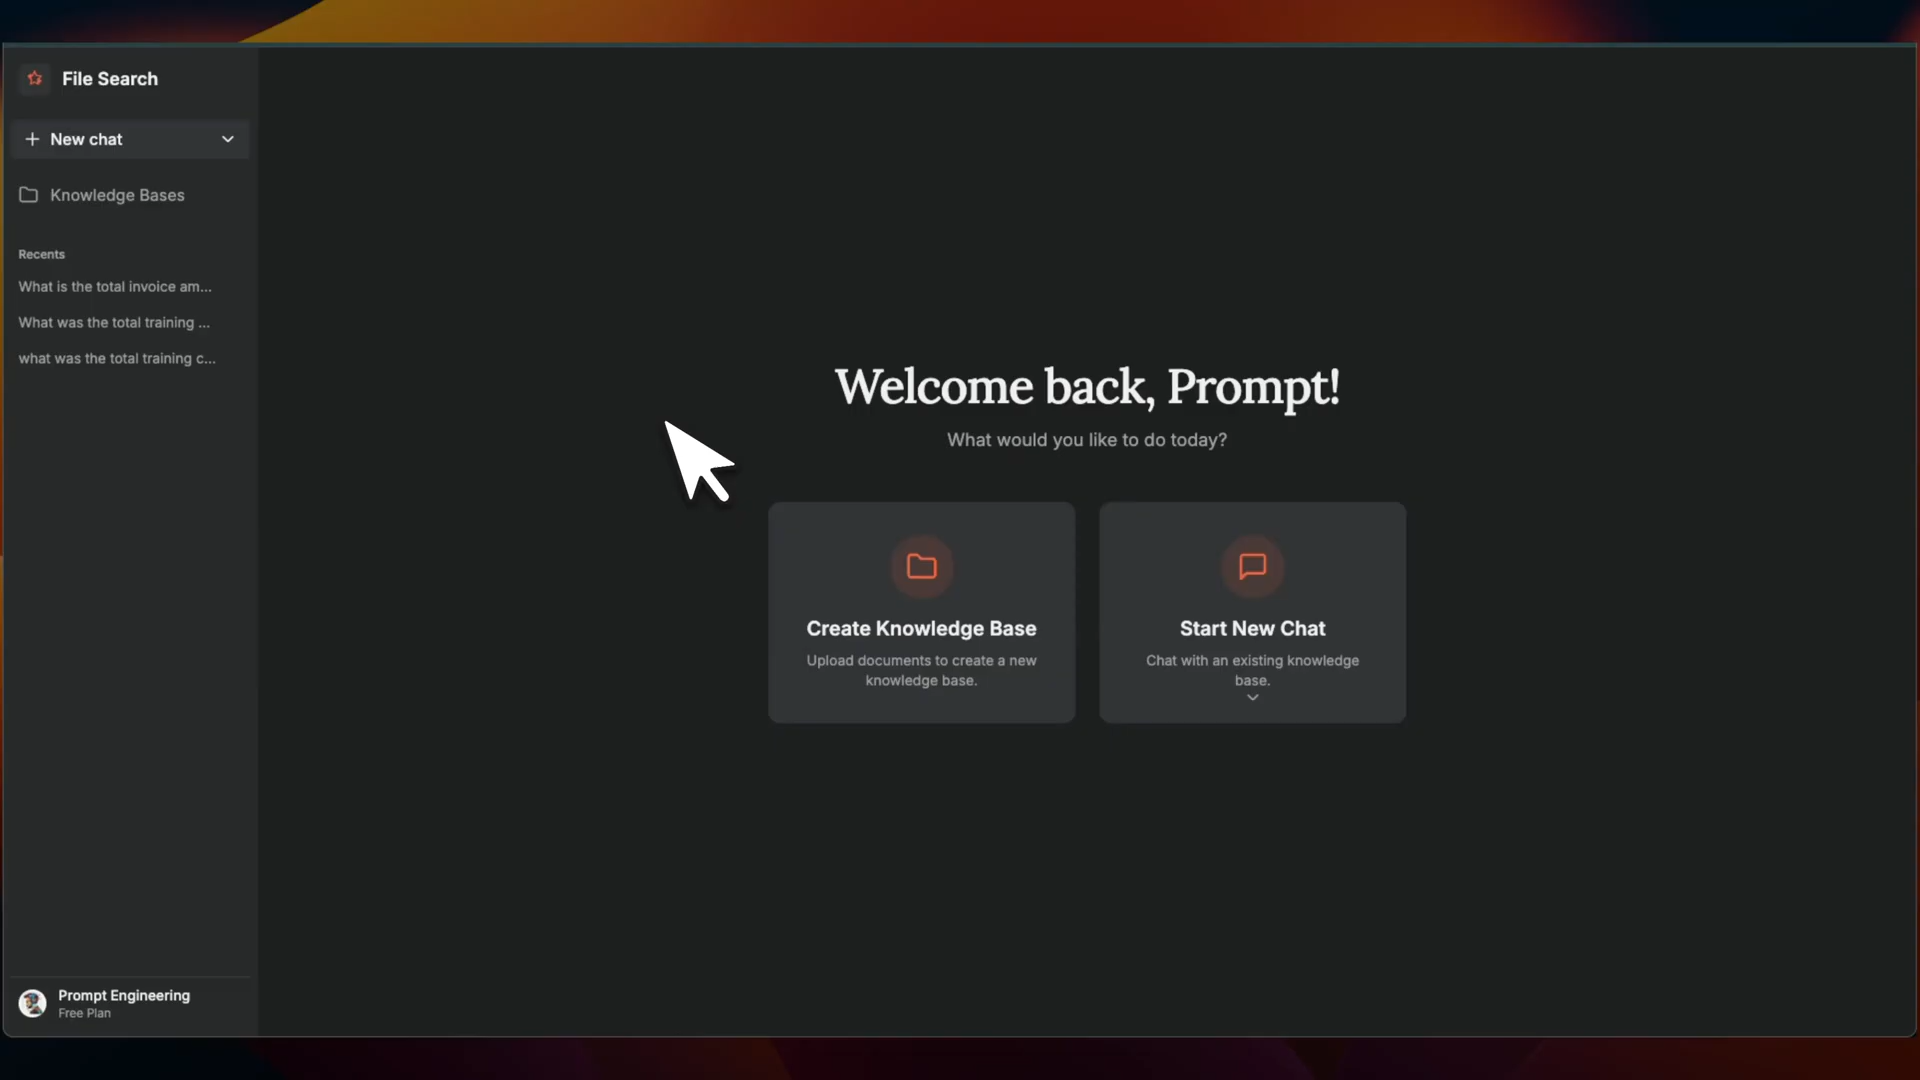 File Search
New chat
Knowledge Bases
Recents
What is the total invoice am...
What was the total training ...
what was the total training c...
Welcome back, Prompt!
What would you like to do today?
Create Knowledge Base
Upload documents to create a new
knowledge base.
Start New Chat
Chat with an existing knowledge
base.
Prompt Engineering
Free Plan